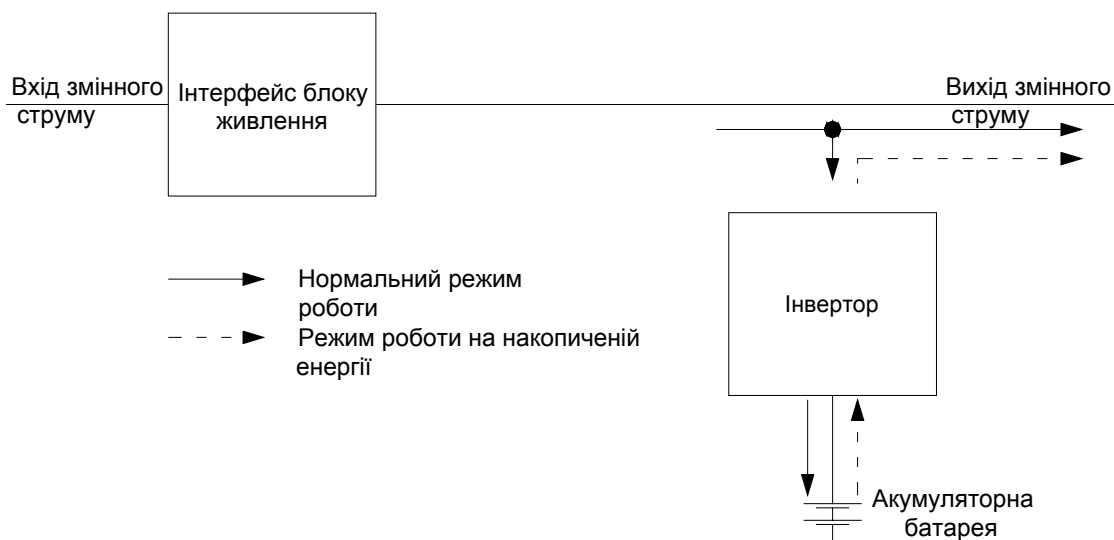 Вхід змінного
струму
Інтерфейс блоку
живлення
Вихід змінного
струму
Нормальний режим
роботи
Режим роботи на накопиченій
енергії
Інвертор
Акумуляторна
батарея